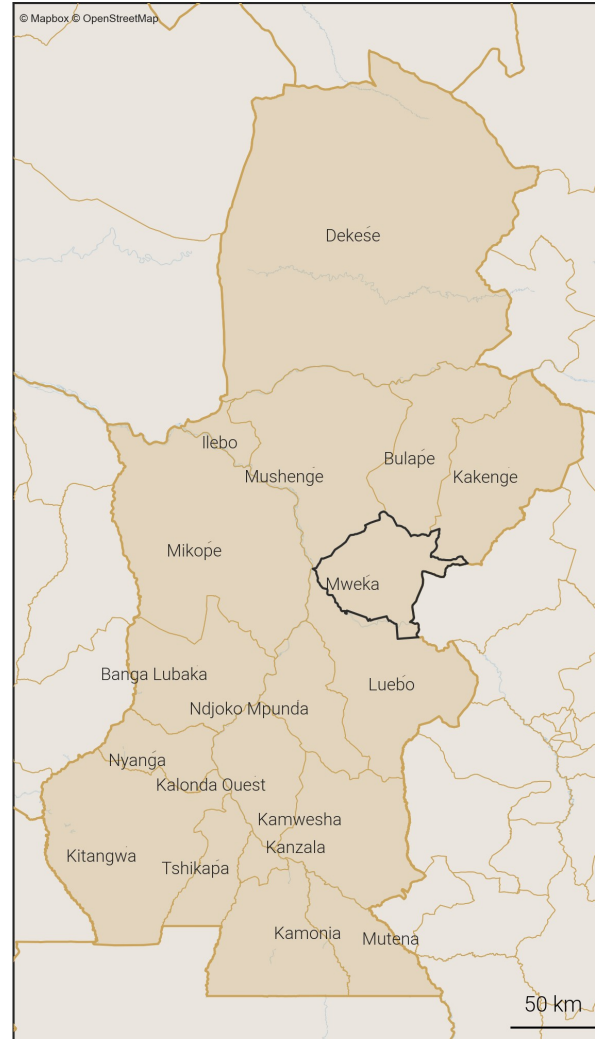 © Mapbox © OpenStreetMap
Dekese
Ilebo
Bulape
Mushenge
Kakenge
Mikope
Mweka
Banga Lubaka
Luebo
Ndjoko Mpunda
Nyanga
Kalonda Ouest
Kamwesha
Kanzala
Kitangwa
Tshikapa
Kamonia
Mutena
50 km